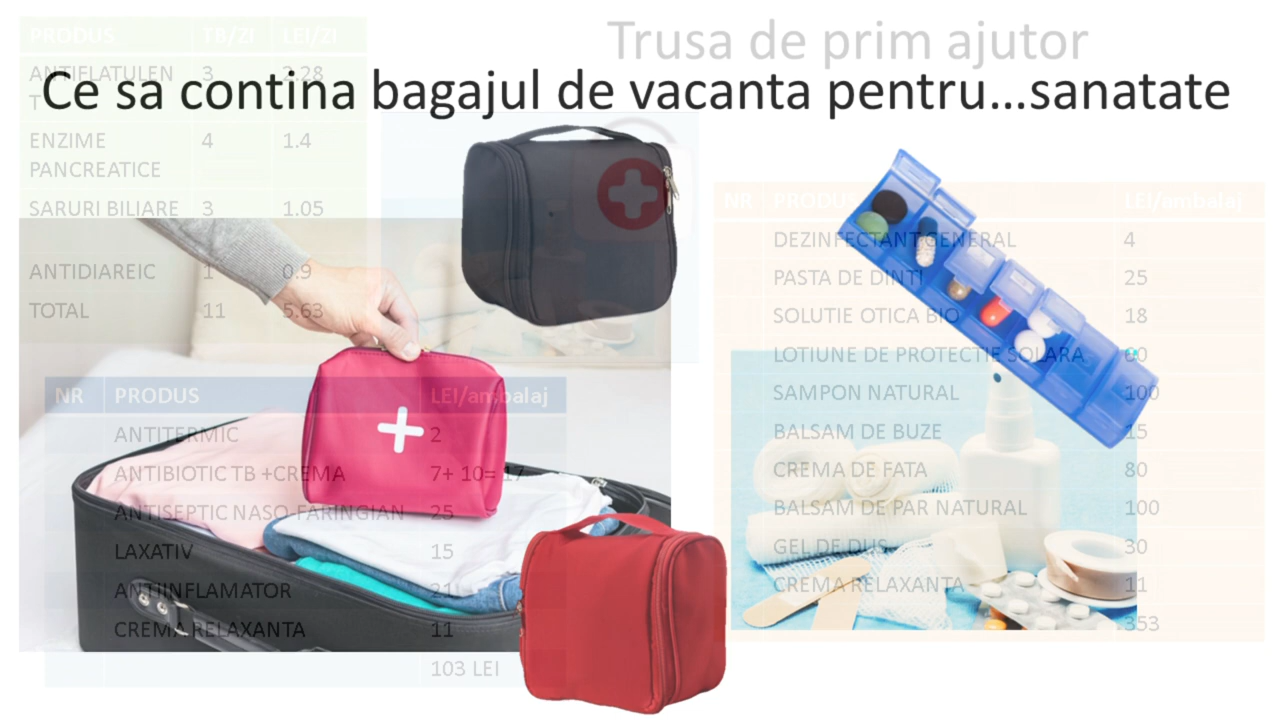 Trusa de prim ajutor
Ce sa contina bagajul de vacanta pentru...sanatate
PRODUS TB/ZI LEI/ZI
ANTIFLATULEN
T 3 2.28
ENZIME
PANCREATICE 4 1.4
SARURI BILIARE 3 1.05
ANTIDIAREIC 1 0.9
TOTAL 11 5.63
NR PRODUS LEI/ambalaj
ANTITERMIC 2
ANTIBIOTIC TB +CREMA 7+ 10= 17
ANTISEPTIC NASO-FARINGIAN 25
LAXATIV 15
ANTIINFLAMATOR 21
CREMA RELAXANTA 11
103 LEI
NR PRODUS LEI/ambalaj
DEZINFECTANT GENERAL 4
PASTA DE DINTI 25
SOLUTIE OTICA BIO 18
LOTIUNE DE PROTECTIE SOLARA
SAMPON NATURAL 100
BALSAM DE BUZE 15
CREMA DE FATA 80
BALSAM DE PAR NATURAL 100
GEL DE DUS 30
CREMA RELAXANTA 11
353